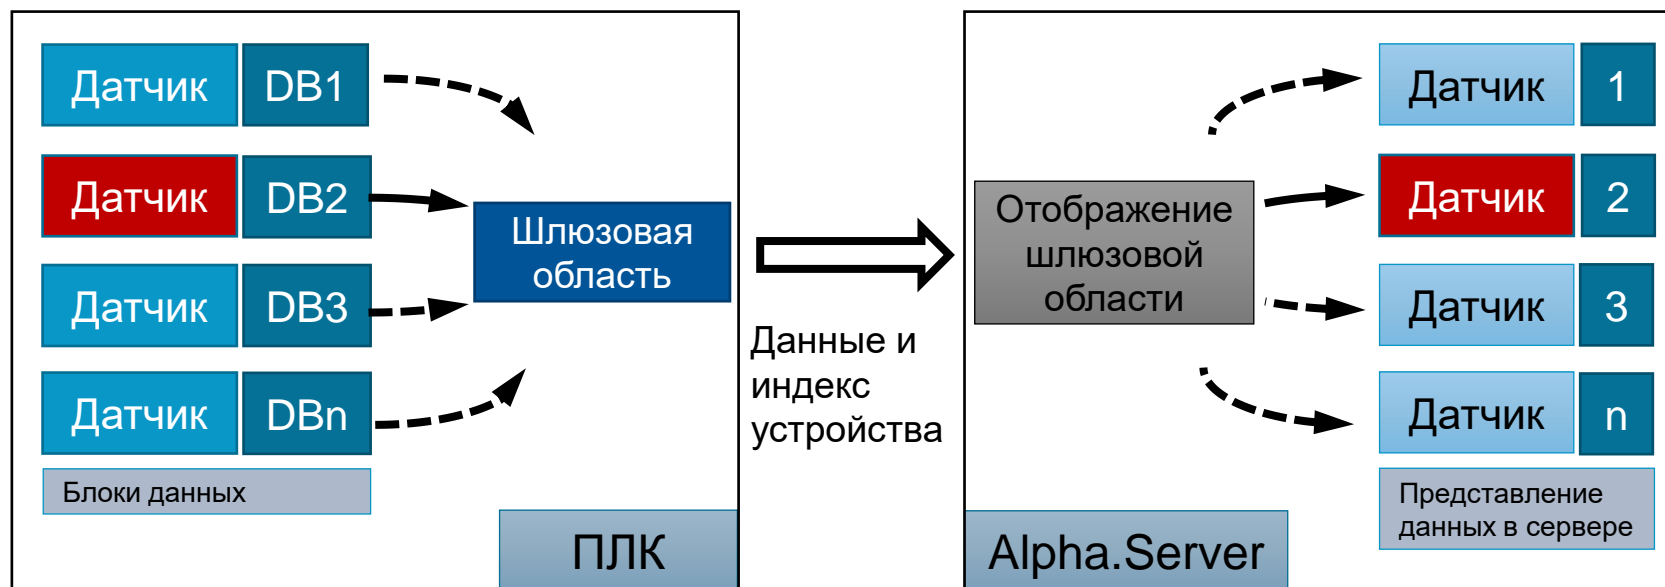 Датчик DB1
Датчик DB2
Датчик DB3
Датчик DBn
Блоки данных
Шлюзовая
область
ПЛК
Данные и
индекс
устройства
Отображение
шлюзовой
области
Alpha.Server
Датчик 1
Датчик 2
Датчик 3
Датчик n
Представление
данных в сервере